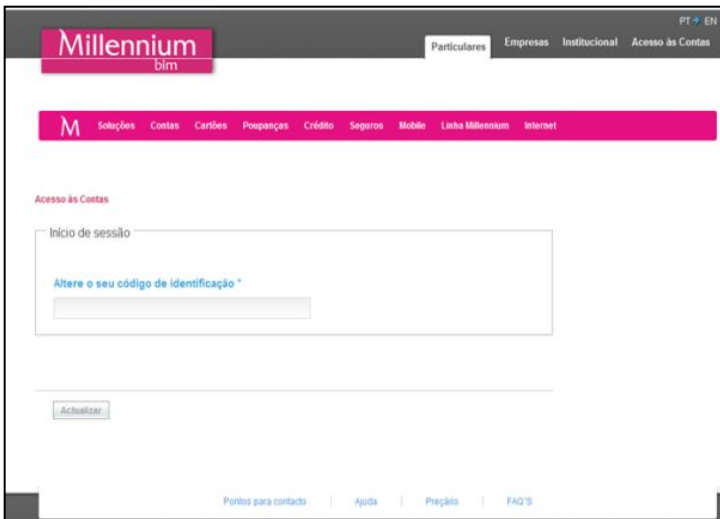 PT EN
Millennium
bim
Particulares Empresas Institucional Acesso às Contas
M Soluções Contas Cartões Poupanças Crédito Seguros Mobile Linha Millennium Internet
Acesso às Contas
Início de sessão
Altere o seu código de identificação *
Actualizar
Pontos para contacto | Ajuda | Preçário | FAQ'S